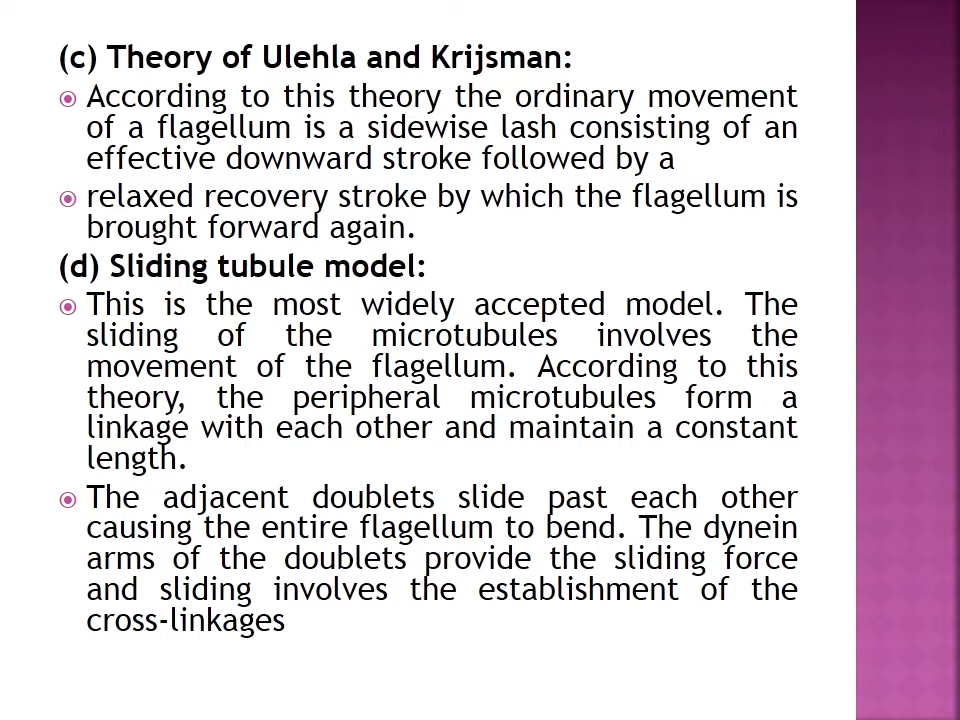 (c) Theory of Ulehla and Krijsman:
According to this theory the ordinary movement
of a flagellum is a sidewise lash consisting of an
effective downward stroke followed by a
relaxed recovery stroke by which the flagellum is
brought forward again.
(d) Sliding tubule model:
This is the most widely accepted model. The
sliding of the microtubules involves the
movement of the flagellum. According to this
theory, the peripheral microtubules form a
linkage with each other and maintain a constant
length.
The adjacent doublets slide past each other
causing the entire flagellum to bend. The dynein
arms of the doublets provide the sliding force
and sliding involves the establishment of the
cross-linkages